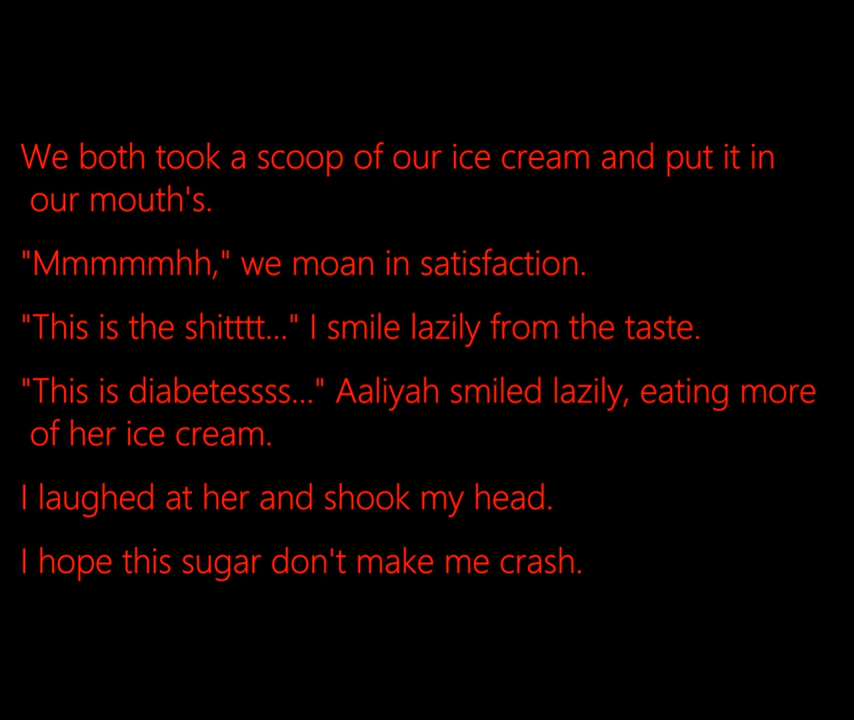 We both took a scoop of our ice cream and put it in
our mouth's.
"Mmmmmhh," we moan in satisfaction.
"This is the shitttt..." I smile lazily from the taste.
"This is diabetessss..." Aaliyah smiled lazily, eating more
of her ice cream.
I laughed at her and shook my head.
I hope this sugar don't make me crash.